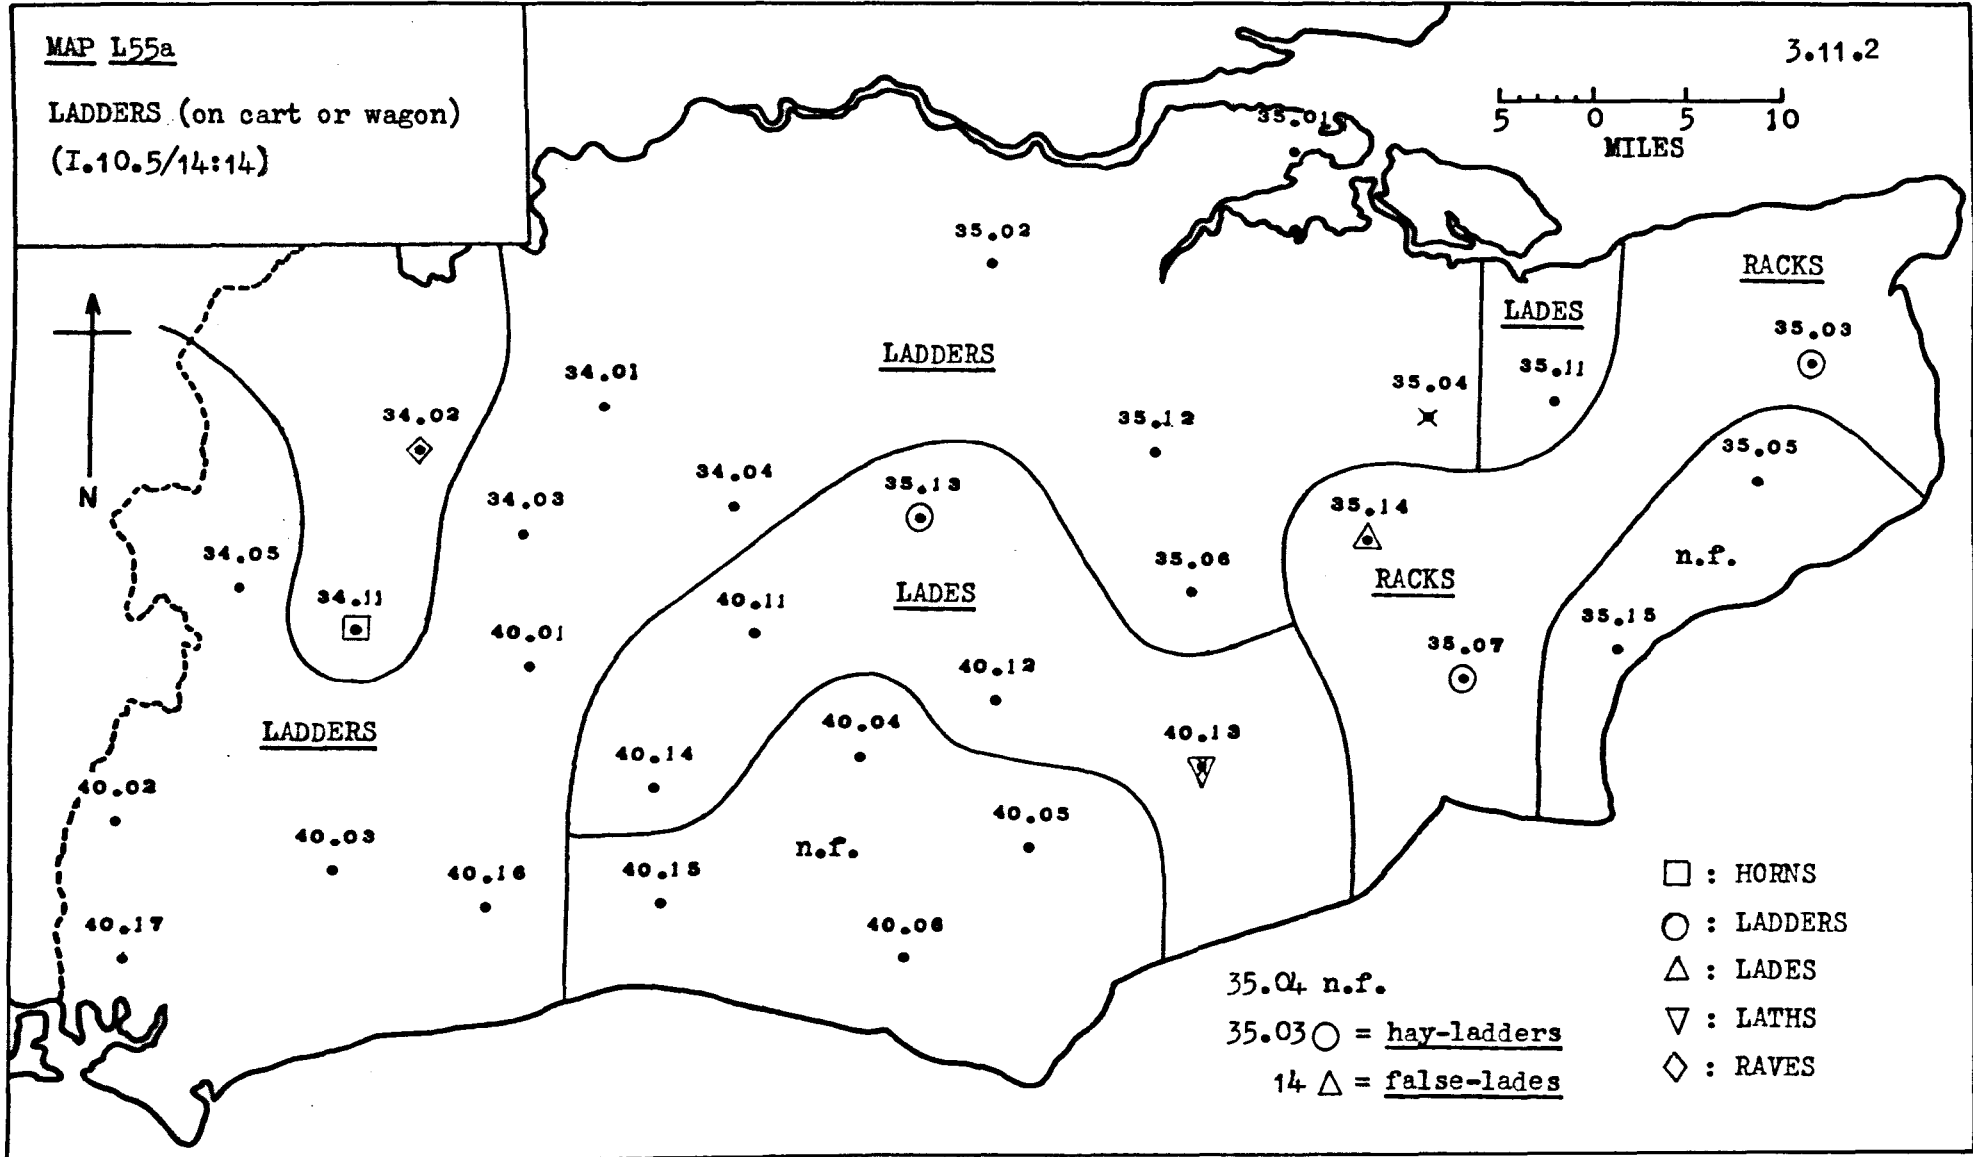 MAP L55a
LADDERS (on cart or wagon)
(I.10.5/14:14)
3.11.2
5 0 5 10
MILES
35.01
35.02
RACKS
LADES
35.03
LADDERS
34.01
35.11
35.04
34.02
35.12
35.05
34.04
35.13
34.03
N
35.14
34.05
n.f.
35.06
RACKS
LADES
34.11
40.11
35.15
40.01
35.07
40.12
LADDERS
40.04
40.13
40.14
40.02
40.05
40.03
n.f.
40.15
40.16
40.17
40.06
□ : HORNS
○ : LADDERS
△ : LADES
▽ : LATHS
◇ : RAVES
35.04 n.f.
35.03 ○ = hay-ladders
14 △ = false-lades